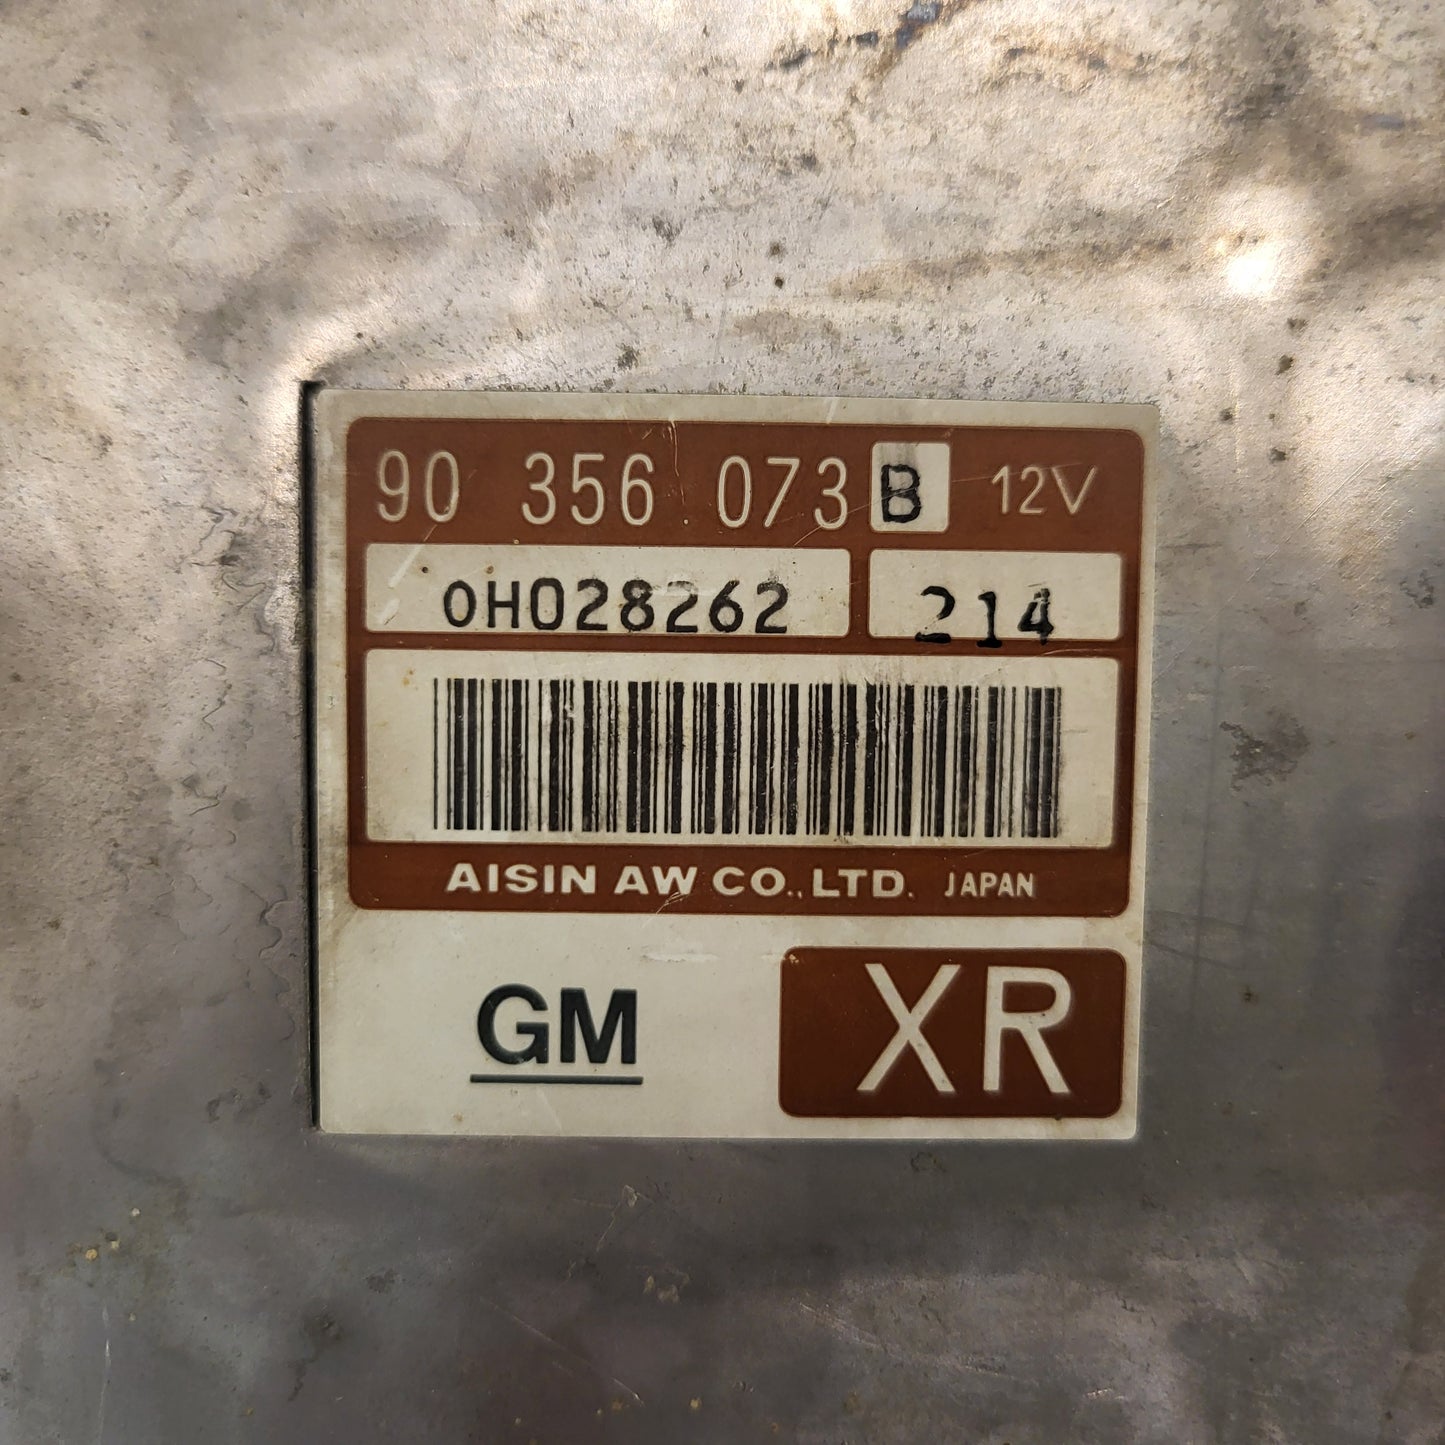 90 356 073 B 12V
0H028262 214
AISIN AW CO., LTD. JAPAN
GM XR